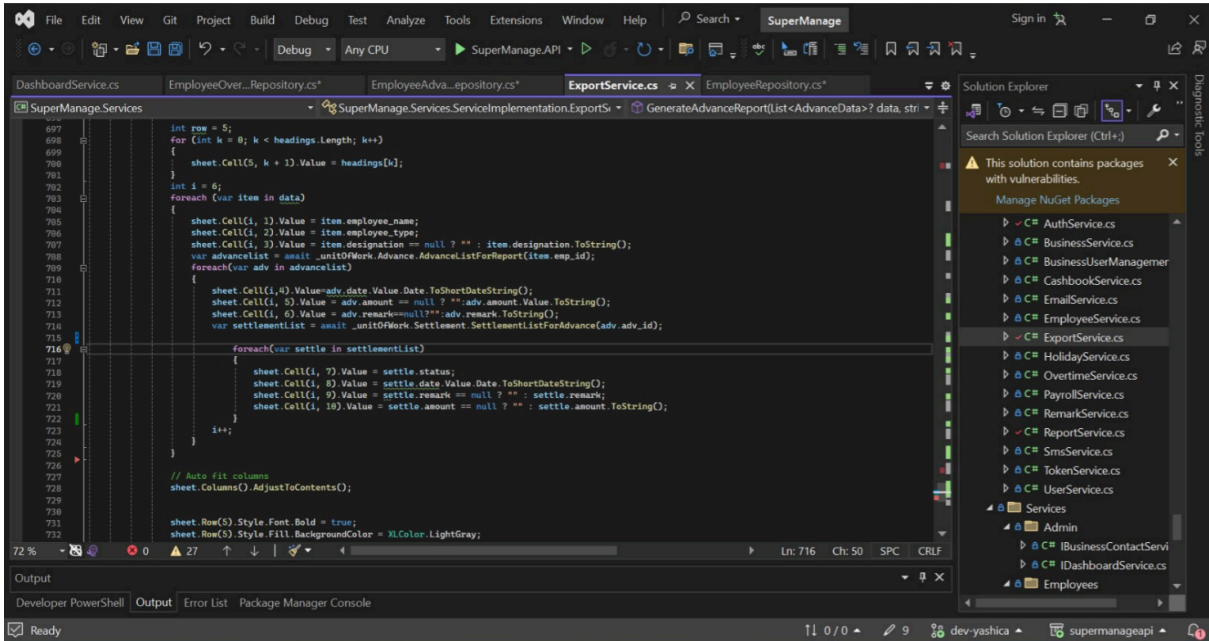 File Edit View Git Project Build Debug Test Analyze Tools Extensions Window Help Search SuperManage Sign in
Debug Any CPU SuperManage.API
DashboardService.cs EmployeeOver...Repository.cs* EmployeeAdva...epository.cs* ExportService.cs EmployeeRepository.cs*
SuperManage.Services SuperManage.Services.ServiceImplementation.ExportSe GenerateAdvanceReport(List<AdvanceData>? data, stri
697 int row = 5;
698 for (int k = 0; k < headings.Length; k++)
699 {
700 sheet.Cell(5, k + 1).Value = headings[k];
701 }
702 int i = 6;
703 foreach (var item in data)
704 {
705 sheet.Cell(i, 1).Value = item.employee_name;
706 sheet.Cell(i, 2).Value = item.employee_type;
707 sheet.Cell(i, 3).Value = item.designation == null ? "" : item.designation.ToString();
708 var advancelist = await _unitOfWork.Advance.AdvanceListForReport(item.emp_id);
709 foreach(var adv in advancelist)
710 {
711 sheet.Cell(i,4).Value=adv.date.Value.Date.ToShortDateString();
712 sheet.Cell(i, 5).Value = adv.amount == null ? "":adv.amount.Value.ToString();
713 sheet.Cell(i, 6).Value = adv.remark==null?"":adv.remark.ToString();
714 var settlementList = await _unitOfWork.Settlement.SettlementListForAdvance(adv.adv_id);
715
716 foreach(var settle in settlementList)
717 {
718 sheet.Cell(i, 7).Value = settle.status;
719 sheet.Cell(i, 8).Value = settle.date.Value.Date.ToShortDateString();
720 sheet.Cell(i, 9).Value = settle.remark == null ? "" : settle.remark;
721 sheet.Cell(i, 10).Value = settle.amount == null ? "" : settle.amount.ToString();
722 }
723 i++;
724 }
725 }
726
727 // Auto fit columns
728 sheet.Columns().AdjustToContents();
729
730
731 sheet.Row(5).Style.Font.Bold = true;
732 sheet.Row(5).Style.Fill.BackgroundColor = XLColor.LightGray;
72 % 0 27 Ln: 716 Ch: 50 SPC CRLF
Output
Developer PowerShell Output Error List Package Manager Console
Ready 0 / 0 9 dev-yashica supermanageapi 1
Solution Explorer
Search Solution Explorer (Ctrl+;)
This solution contains packages
with vulnerabilities.
Manage NuGet Packages
C# AuthService.cs
C# BusinessService.cs
C# BusinessUserManagemer
C# CashbookService.cs
C# EmailService.cs
C# EmployeeService.cs
C# ExportService.cs
C# HolidayService.cs
C# OvertimeService.cs
C# PayrollService.cs
C# RemarkService.cs
C# ReportService.cs
C# SmsService.cs
C# TokenService.cs
C# UserService.cs
Services
Admin
C# IBusinessContactServi
C# IDashboardService.cs
Employees
Diagnostic Tools